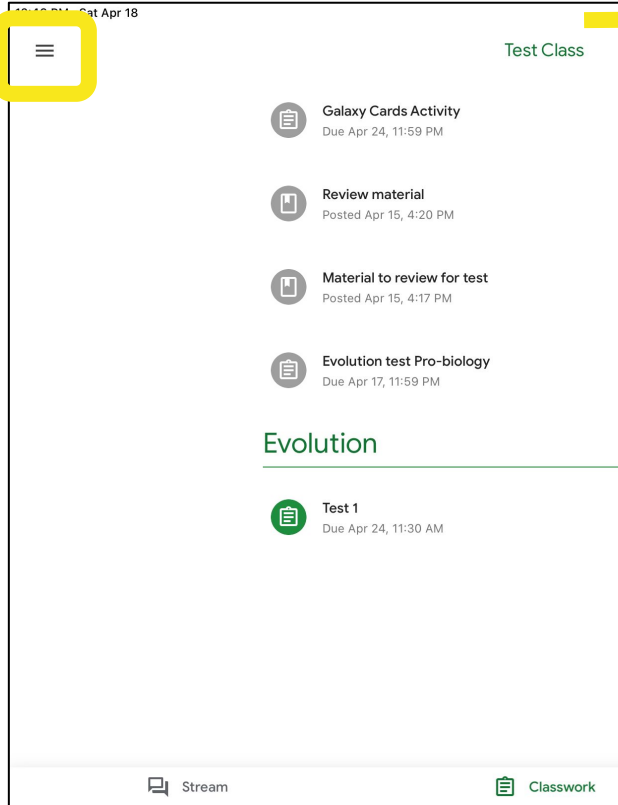 PM Sat Apr 18
Test Class
Galaxy Cards Activity
Due Apr 24, 11:59 PM
Review material
Posted Apr 15, 4:20 PM
Material to review for test
Posted Apr 15, 4:17 PM
Evolution test Pro-biology
Due Apr 17, 11:59 PM
Evolution
Test 1
Due Apr 24, 11:30 AM
Stream
Classwork